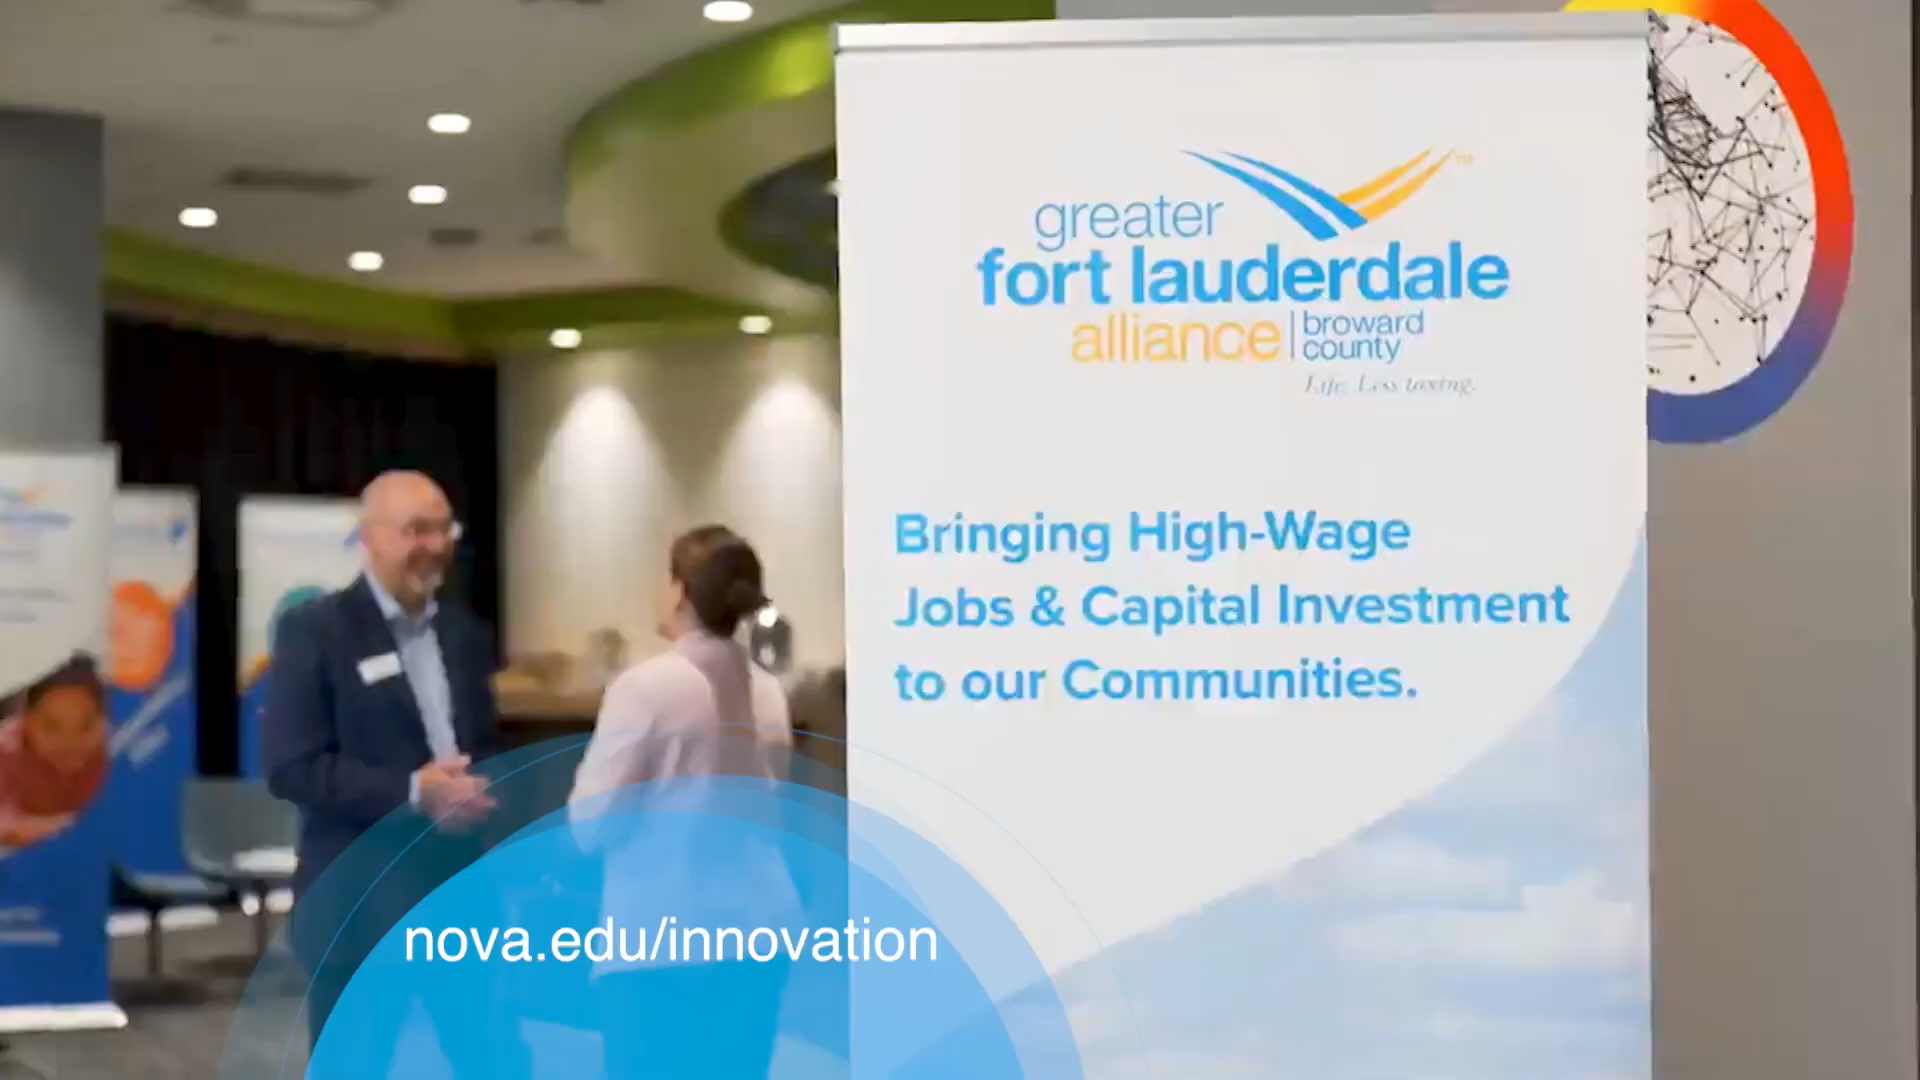 greater
fort lauderdale
alliance | broward
county
Life. Less taxing.
TM
Bringing High-Wage
Jobs & Capital Investment
to our Communities.
nova.edu/innovation